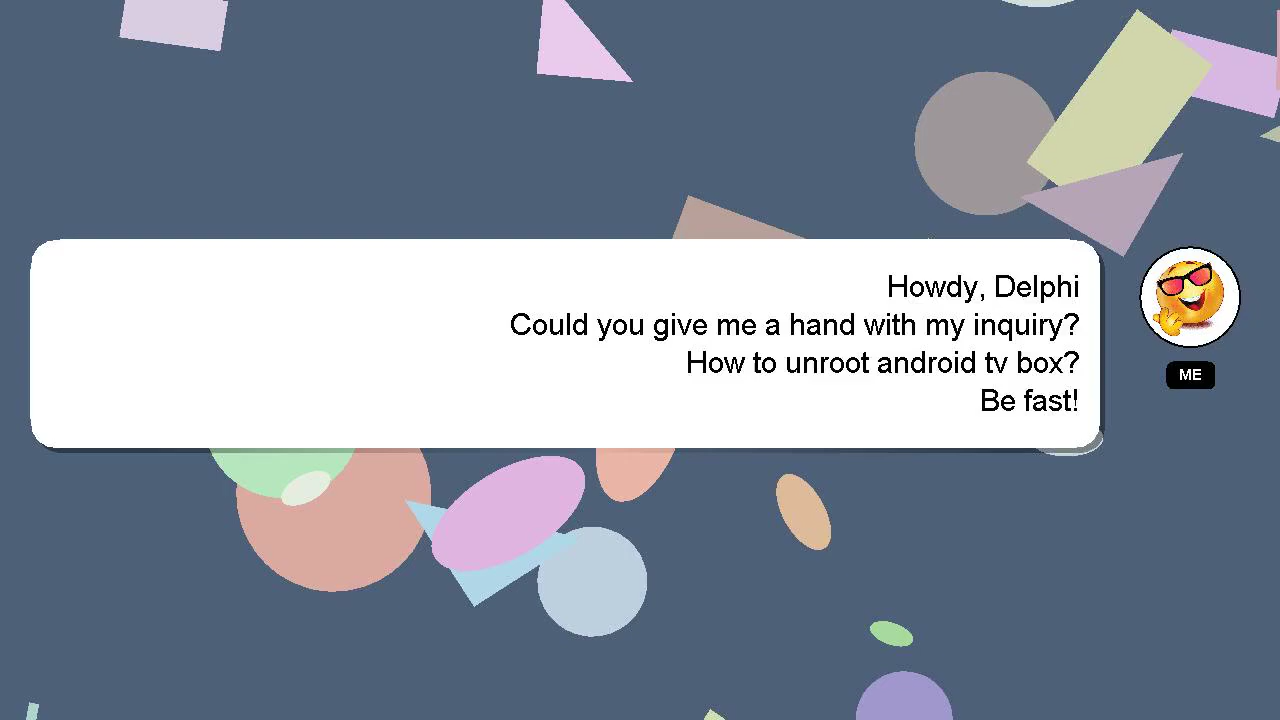 Howdy, Delphi
Could you give me a hand with my inquiry?
How to unroot android tv box?
Be fast!
ME